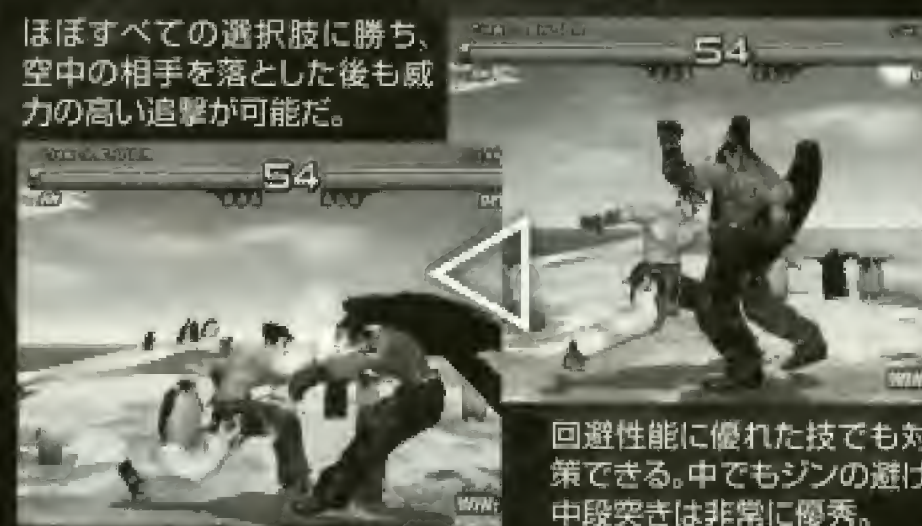 ほぼすべての選択肢に勝ち、
空中の相手を落とした後も威
力の高い追撃が可能だ。
54
54
回避性能に優れた技でも対
策できる。中でもジンの避け
中段突きは非常に優秀。